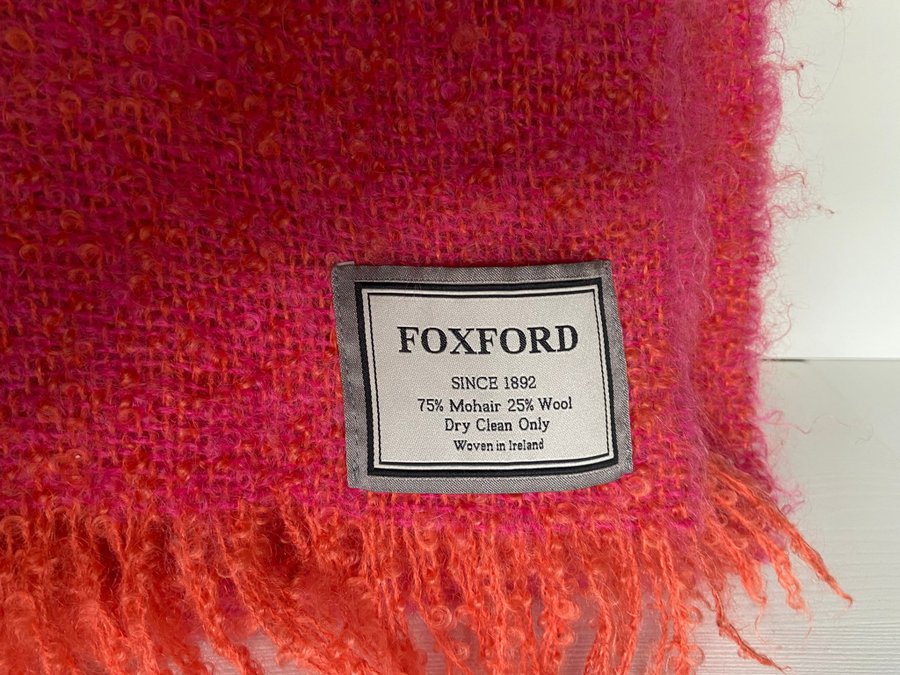 FOXFORD
SINCE 1892
75% Mohair 25% Wool
Dry Clean Only
Woven in Ireland